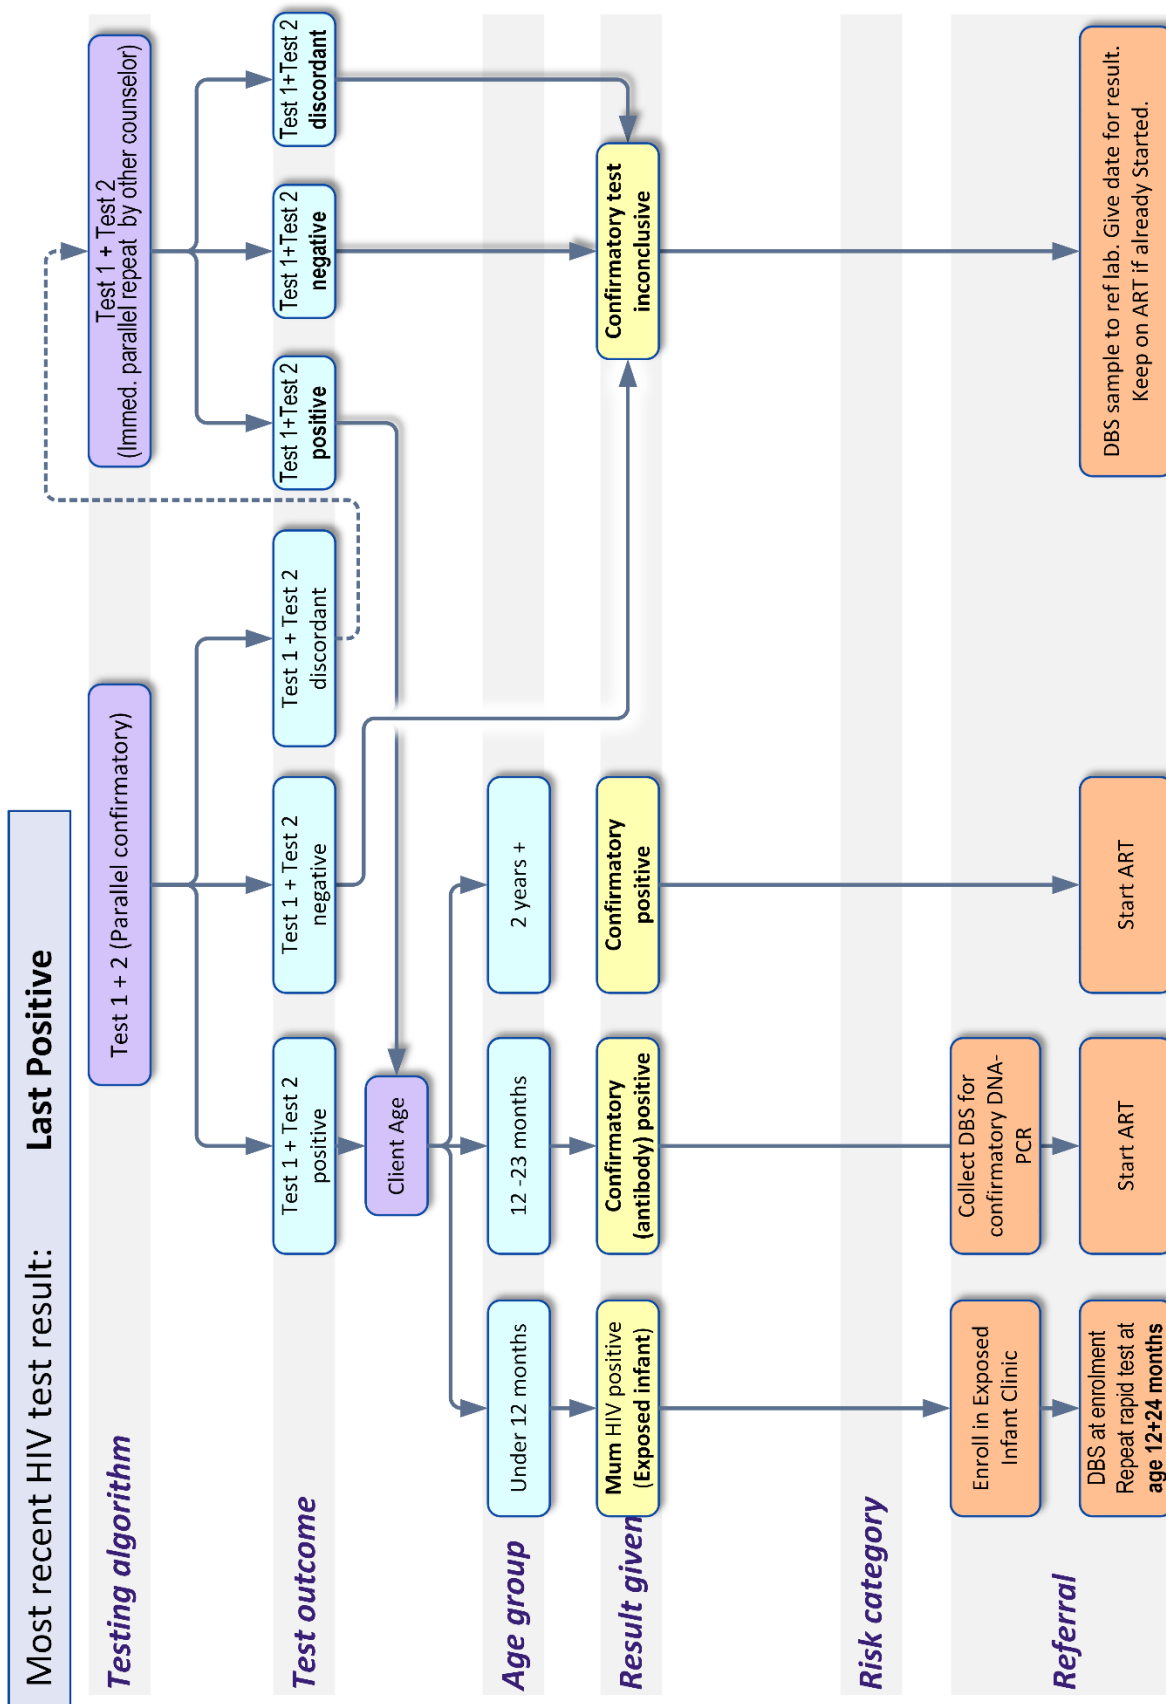 Most recent HIV test result: Last Positive
Testing algorithm
Test 1 + 2 (Parallel confirmatory)
Test 1 + Test 2
(Immed. parallel repeat by other counselor)
Test outcome
Test 1 + Test 2
positive
Test 1 + Test 2
negative
Test 1 + Test 2
discordant
Test 1+Test 2
positive
Test 1+Test 2
negative
Test 1+Test 2
discordant
Client Age
Age group
Under 12 months
12 -23 months
2 years +
Result given
Mum HIV positive
(Exposed infant)
Confirmatory
(antibody) positive
Confirmatory
positive
Confirmatory test
inconclusive
Risk category
Referral
Enroll in Exposed
Infant Clinic
Collect DBS for
confirmatory DNA-
PCR
DBS at enrolment
Repeat rapid test at
age 12+24 months
Start ART
Start ART
DBS sample to ref lab. Give date for result.
Keep on ART if already Started.